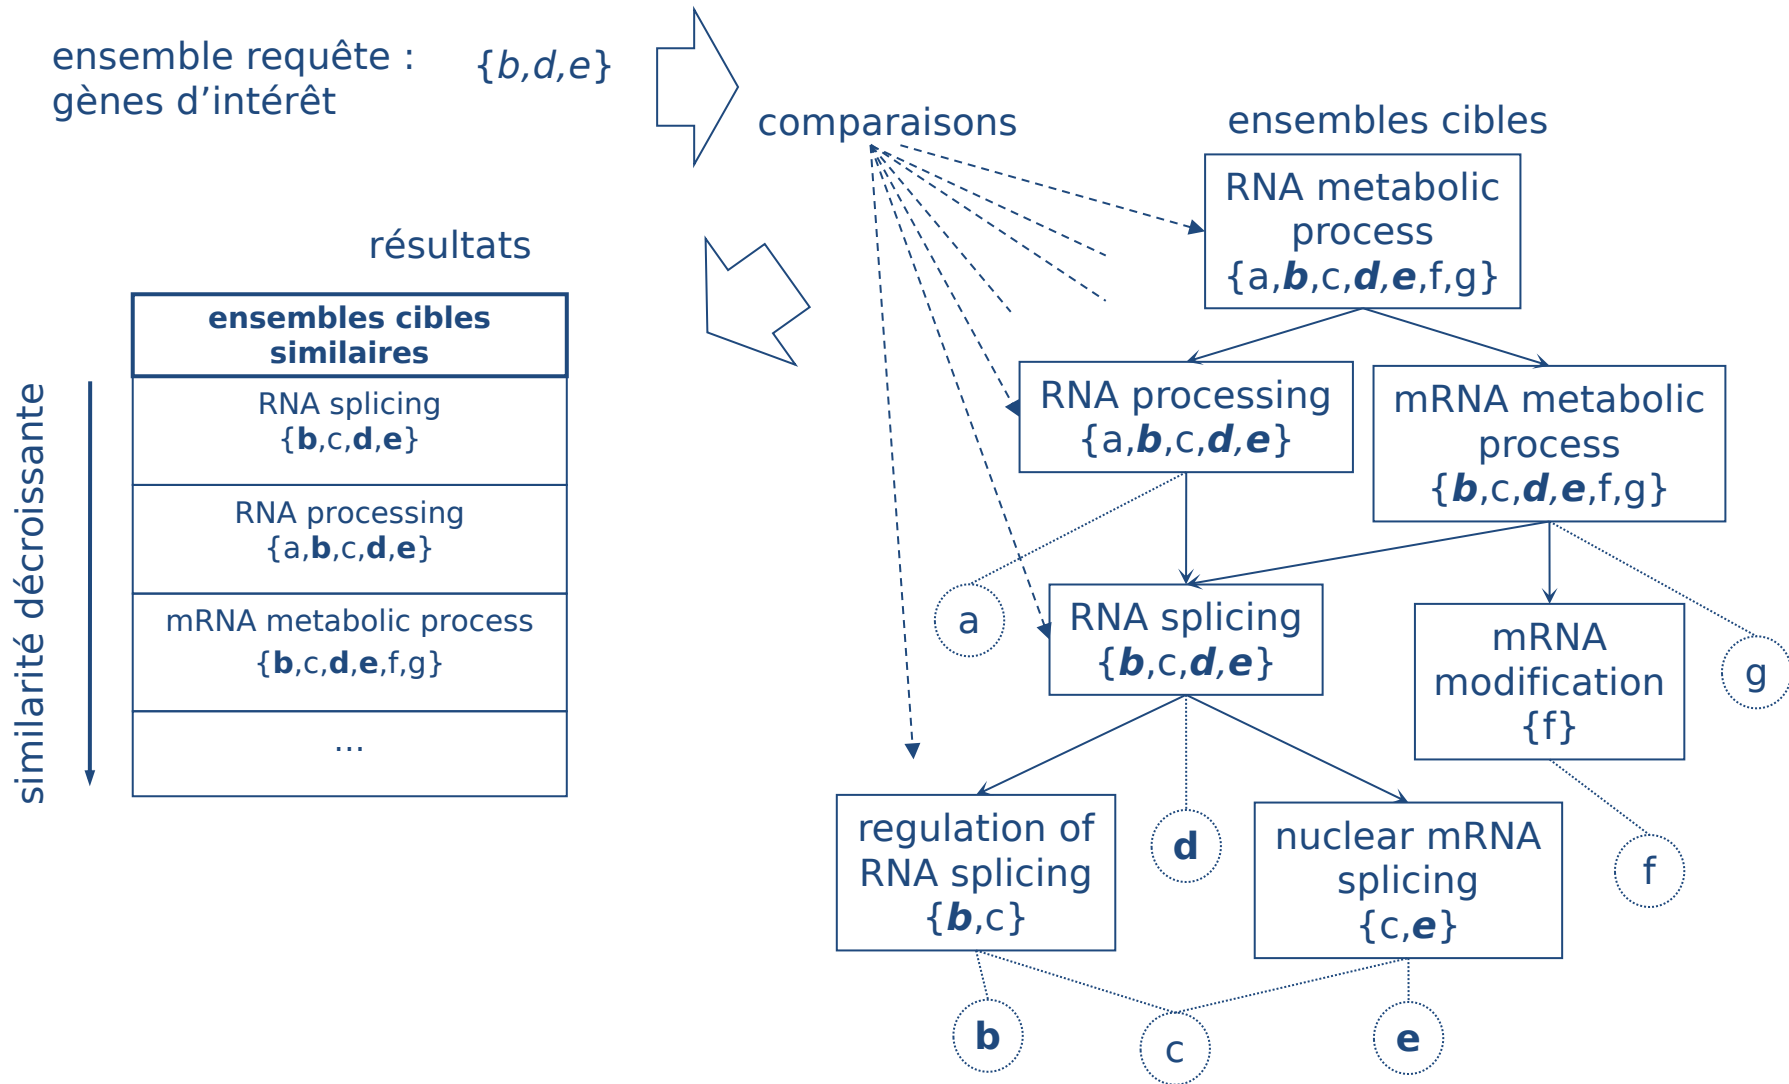 ensemble requête :
gènes d’intérêt
{b,d,e}
comparaisons
ensembles cibles
RNA metabolic
process
{a,b,c,d,e,f,g}
résultats
ensembles cibles
similaires
RNA splicing
{b,c,d,e}
RNA processing
{a,b,c,d,e}
mRNA metabolic process
{b,c,d,e,f,g}
...
similarité décroissante
RNA processing
{a,b,c,d,e}
mRNA metabolic
process
{b,c,d,e,f,g}
a
RNA splicing
{b,c,d,e}
mRNA
modification
{f}
g
regulation of
RNA splicing
{b,c}
d
nuclear mRNA
splicing
{c,e}
f
b
c
e